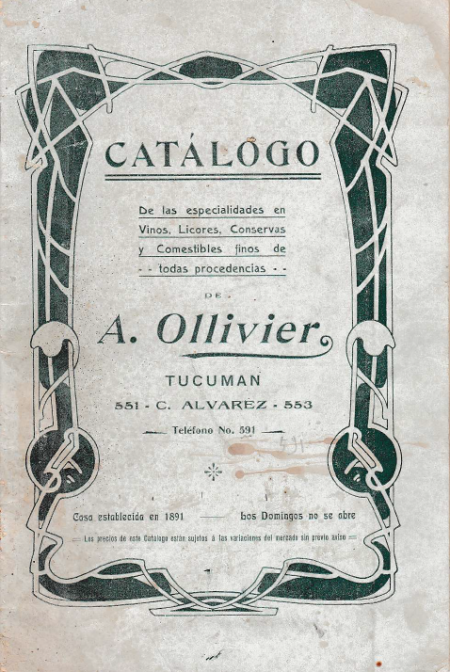 CATÁLOGO
De las especialidades en
Vinos, Licores, Conservas
y Comestibles finos de
- - todas procedencias - -
DE
A. Ollivier
TUCUMAN
551 - C. ALVAREZ - 553
Teléfono No. 591
Casa establecida en 1891 —— Los Domingos no se abre
Los precios de este Catálogo están sujetos á las variaciones del mercado sin previo aviso